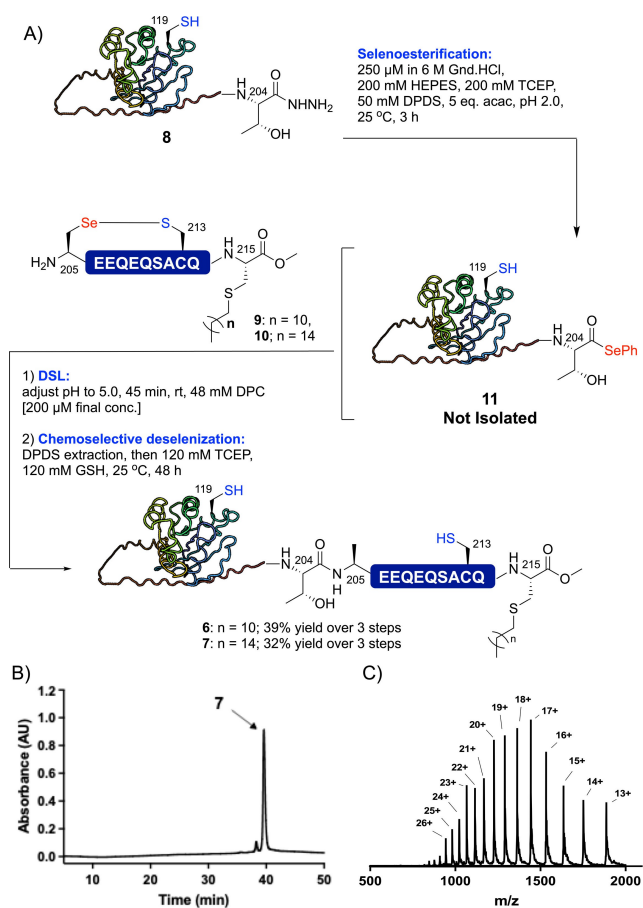 A)
119
SH
N
H
204
O
NHNH2
OH
8
Selenoesterification:
250 µM in 6 M Gnd.HCl,
200 mM HEPES, 200 mM TCEP,
50 mM DPDS, 5 eq. acac, pH 2.0,
25 °C, 3 h
Se
S
213
H2N
205
EEQEQSACQ
H
N
215
O
O
S
n
9: n = 10,
10: n = 14
119
SH
H
N
204
O
SePh
OH
11
Not Isolated
1) DSL:
adjust pH to 5.0, 45 min, rt, 48 mM DPC
[200 µM final conc.]
2) Chemoselective deselenization:
DPDS extraction, then 120 mM TCEP,
120 mM GSH, 25 °C, 48 h
119
SH
H
N
204
O
N
H
205
OH
EEQEQSACQ
HS
213
H
N
215
O
O
S
n
6: n = 10; 39% yield over 3 steps
7: n = 14; 32% yield over 3 steps
B)
7
1.2
1.0
0.8
0.6
0.4
0.2
0.0
Absorbance (AU)
10
20
30
40
50
Time (min)
C)
26+
25+
24+
23+
22+
21+
20+
19+
18+
17+
16+
15+
14+
13+
500
1000
1500
2000
m/z